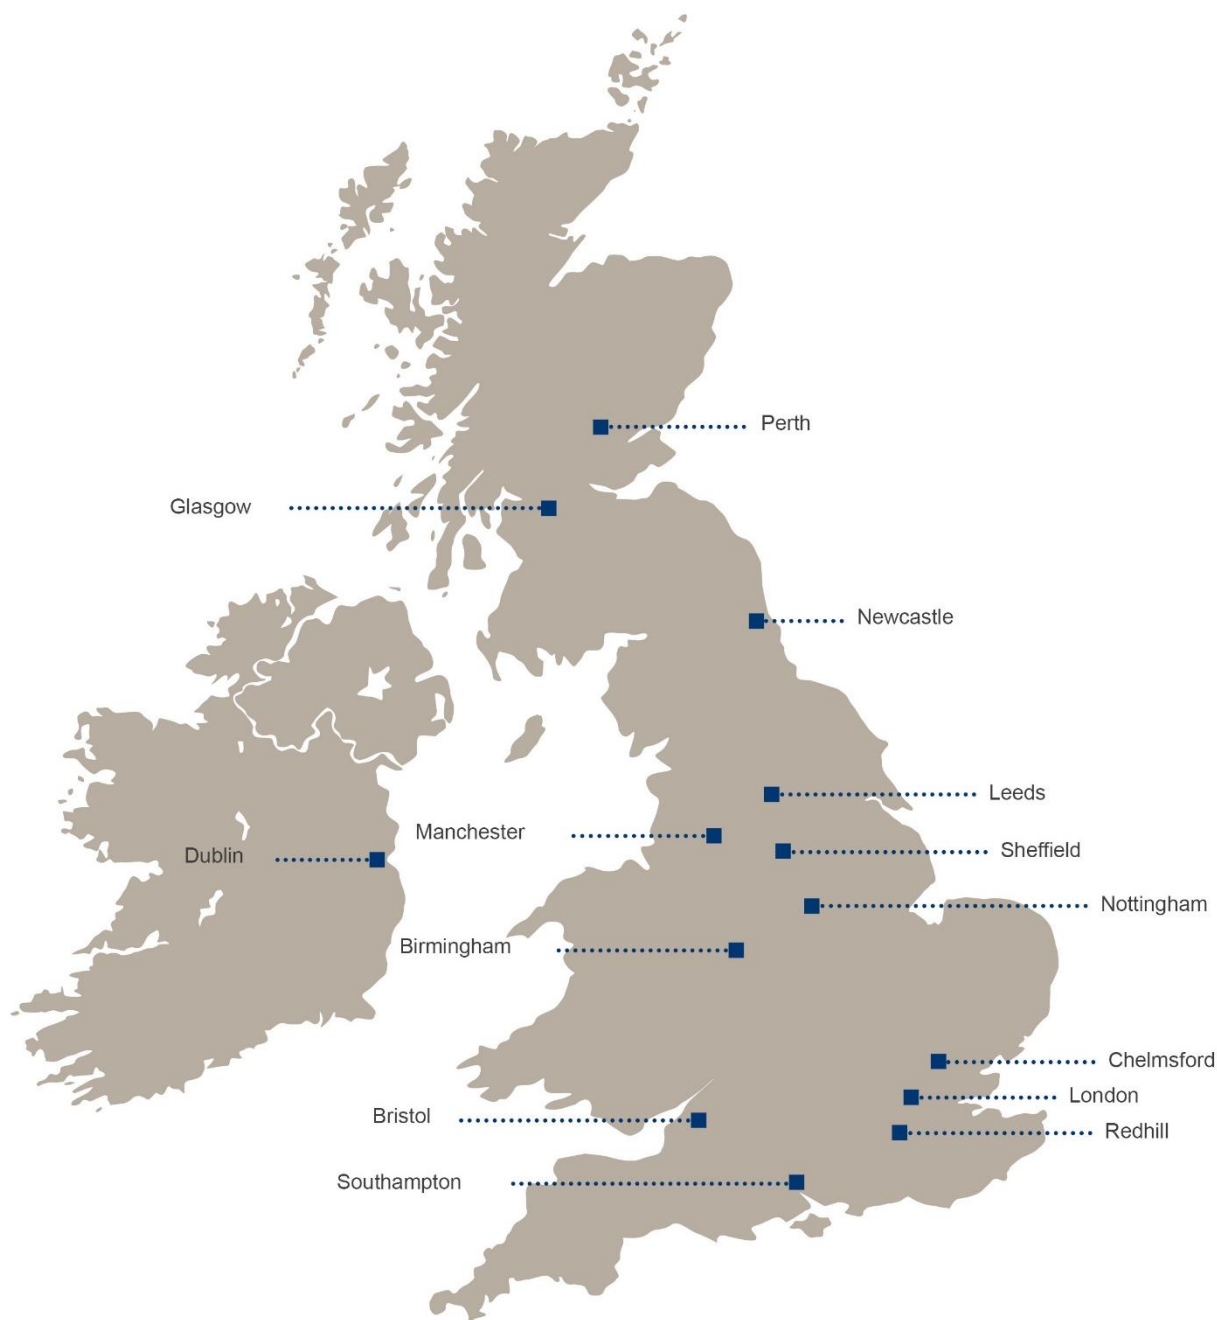 Perth
Glasgow
Newcastle
Leeds
Manchester
Sheffield
Dublin
Nottingham
Birmingham
Chelmsford
London
Bristol
Redhill
Southampton